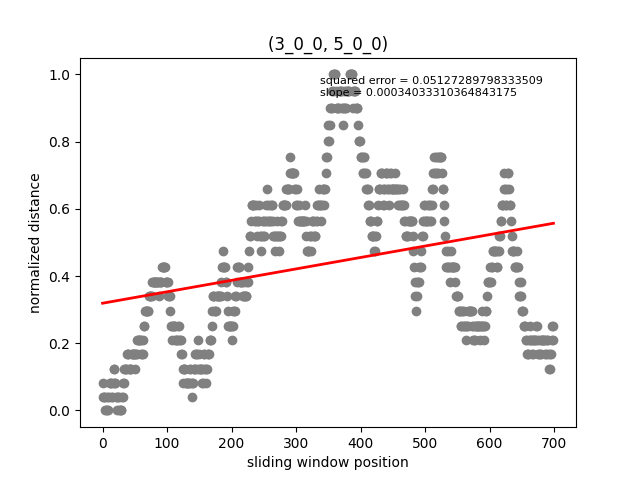 (3_0_0, 5_0_0)
squared error = 0.05127289798333509
slope = 0.00034033310364843175
normalized distance
1.0
0.8
0.6
0.4
0.2
0.0
0 100 200 300 400 500 600 700
sliding window position